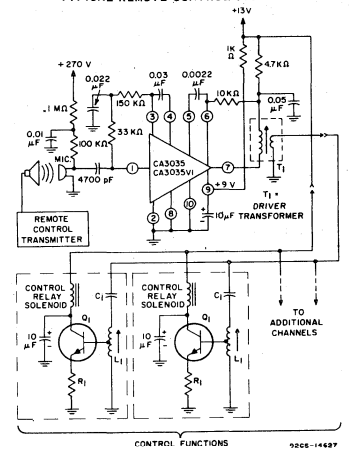 TYPICAL REMOTE CONTROL
+13V
+270 V
0.022
μF
0.03
μF
0.0022
μF
1K
Ω
4.7KΩ
150 KΩ
10KΩ
0.05
μF
.1 MΩ
0.01
μF
100 KΩ
33 KΩ
3
4
5
6
MIC.
4700 pF
1
CA3035
CA3035VI
7
T1
2
8
10
9
+9 V
10μF
T1 =
DRIVER
TRANSFORMER
REMOTE
CONTROL
TRANSMITTER
CONTROL
RELAY
SOLENOID
C1
Q1
10
μF
L1
R1
CONTROL
RELAY
SOLENOID
C1
Q1
10
μF
L1
R1
TO
ADDITIONAL
CHANNELS
CONTROL FUNCTIONS
92CS-14627